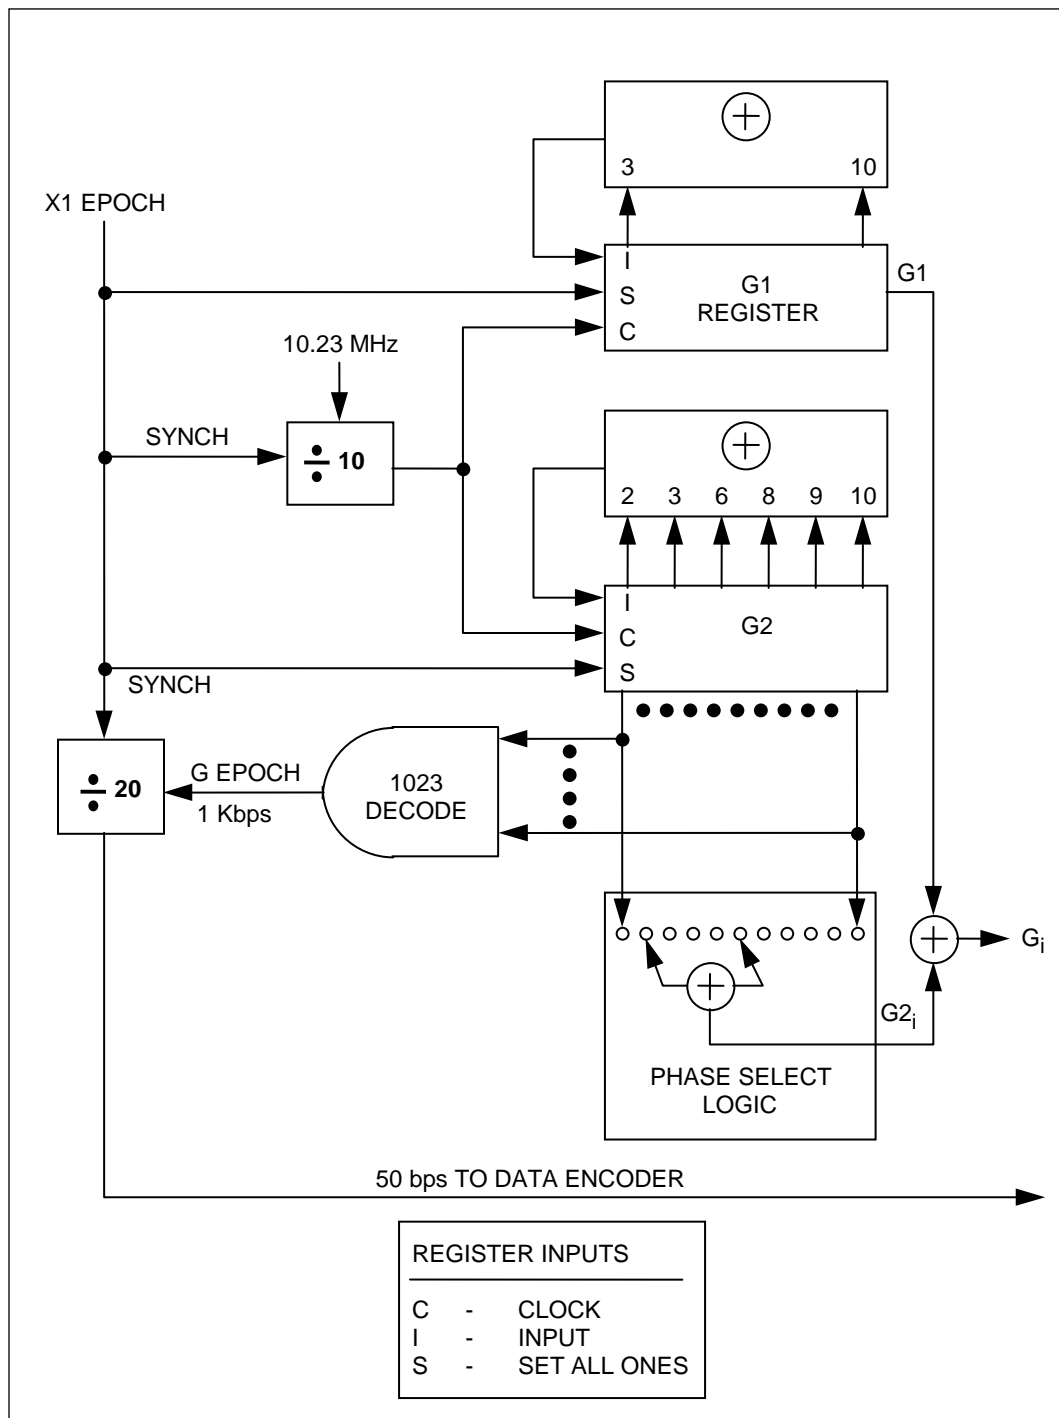 3 10
X1 EPOCH
I
S
C
G1
REGISTER
G1
10.23 MHz
SYNCH
÷ 10
2 3 6 8 9 10
I
C
S
G2
SYNCH
÷ 20
G EPOCH
1 Kbps
1023
DECODE
Gi
G2i
PHASE SELECT
LOGIC
50 bps TO DATA ENCODER
REGISTER INPUTS
C - CLOCK
I - INPUT
S - SET ALL ONES